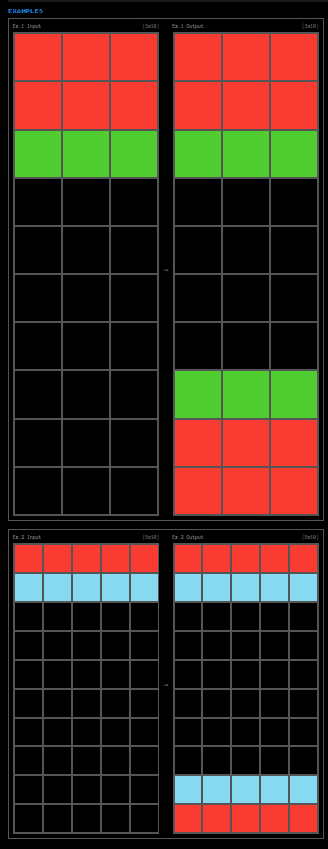 EXAMPLES
Ex.1 Input (3x10) Ex.1 Output (3x10)
→
Ex.2 Input (5x10) Ex.2 Output (5x10)
→